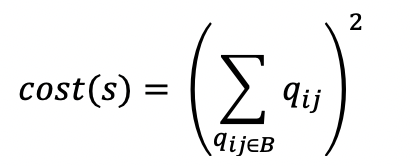 cost(s) = (∑_{q_{ij}∈B} q_{ij})^2